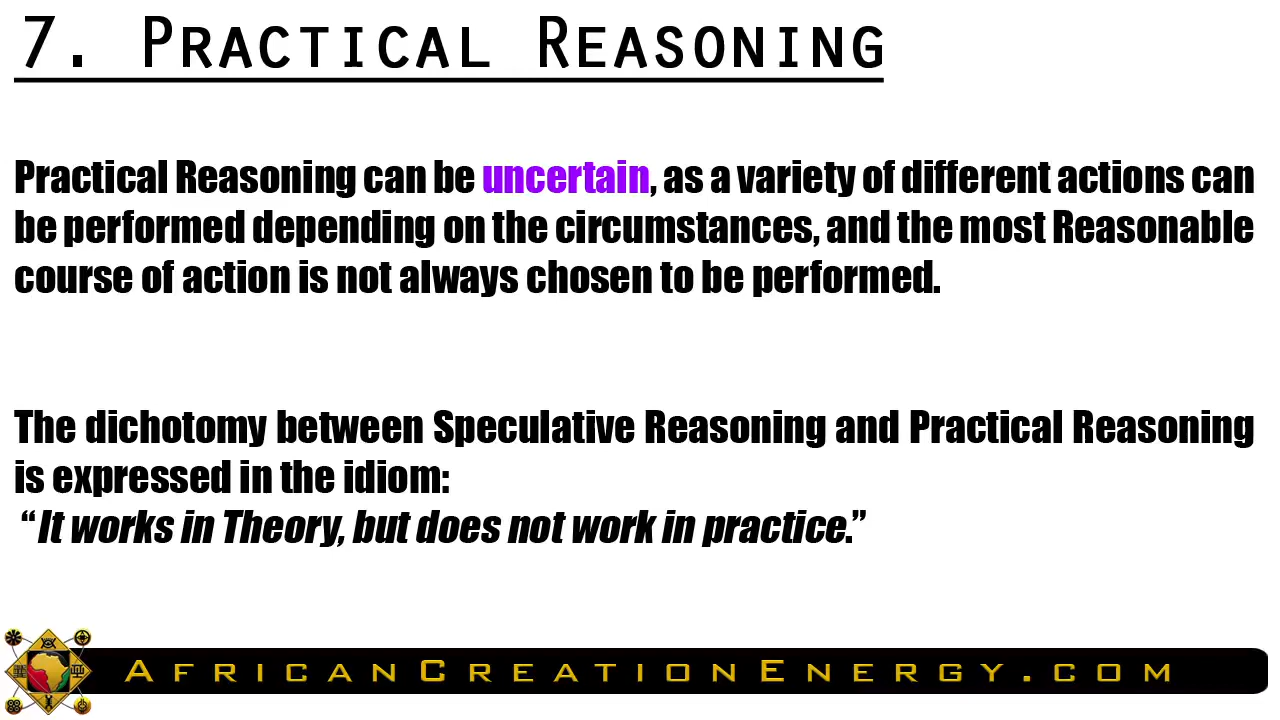 7. Practical Reasoning
Practical Reasoning can be uncertain, as a variety of different actions can
be performed depending on the circumstances, and the most Reasonable
course of action is not always chosen to be performed.
The dichotomy between Speculative Reasoning and Practical Reasoning
is expressed in the idiom:
“It works in Theory, but does not work in practice.”
AfricanCreationEnergy.com